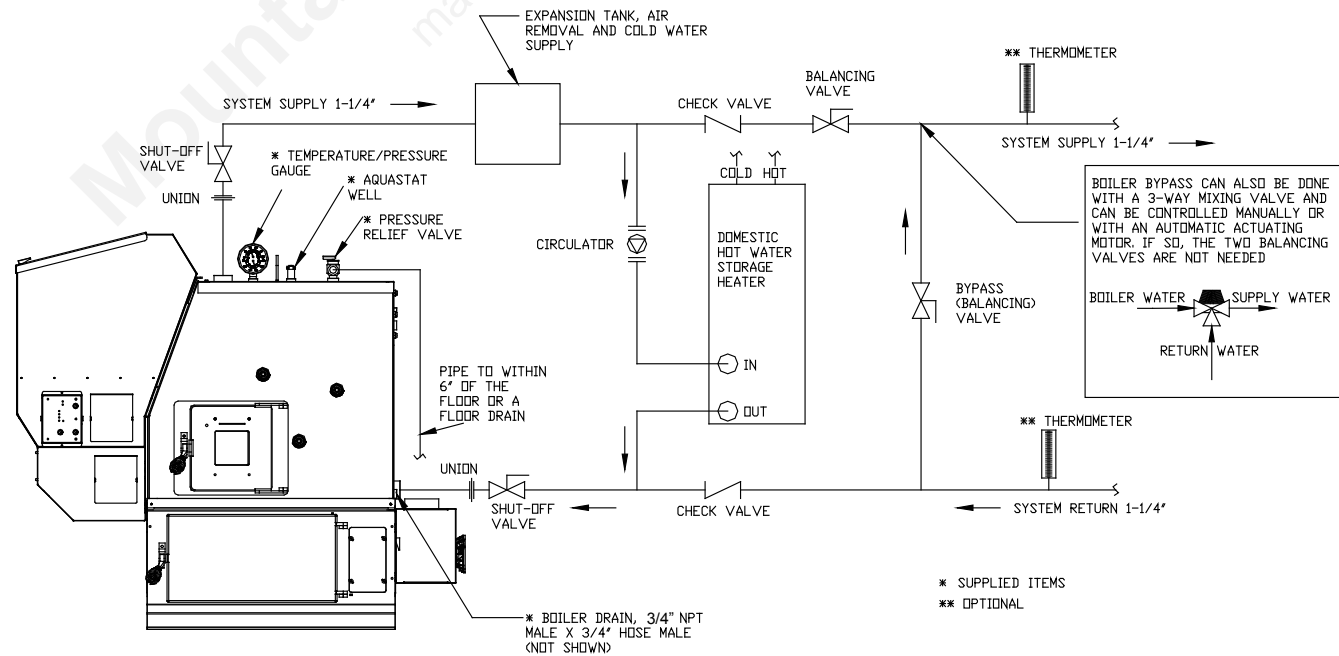 Mounta
ma
EXPANSION TANK, AIR
REMOVAL AND COLD WATER
SUPPLY
** THERMOMETER
BALANCING
VALVE
SYSTEM SUPPLY 1-1/4"
CHECK VALVE
SYSTEM SUPPLY 1-1/4"
SHUT-OFF
VALVE
* TEMPERATURE/PRESSURE
GAUGE
* AQUASTAT
WELL
UNION
* PRESSURE
RELIEF VALVE
COLD HOT
CIRCULATOR
DOMESTIC
HOT WATER
STORAGE
HEATER
BOILER BYPASS CAN ALSO BE DONE
WITH A 3-WAY MIXING VALVE AND
CAN BE CONTROLLED MANUALLY OR
WITH AN AUTOMATIC ACTUATING
MOTOR. IF SO, THE TWO BALANCING
VALVES ARE NOT NEEDED
BYPASS
(BALANCING)
VALVE
BOILER WATER
SUPPLY WATER
RETURN WATER
PIPE TO WITHIN
6" OF THE
FLOOR OR A
FLOOR DRAIN
IN
OUT
** THERMOMETER
UNION
SHUT-OFF
VALVE
CHECK VALVE
SYSTEM RETURN 1-1/4"
* SUPPLIED ITEMS
** OPTIONAL
* BOILER DRAIN, 3/4" NPT
MALE X 3/4" HOSE MALE
(NOT SHOWN)